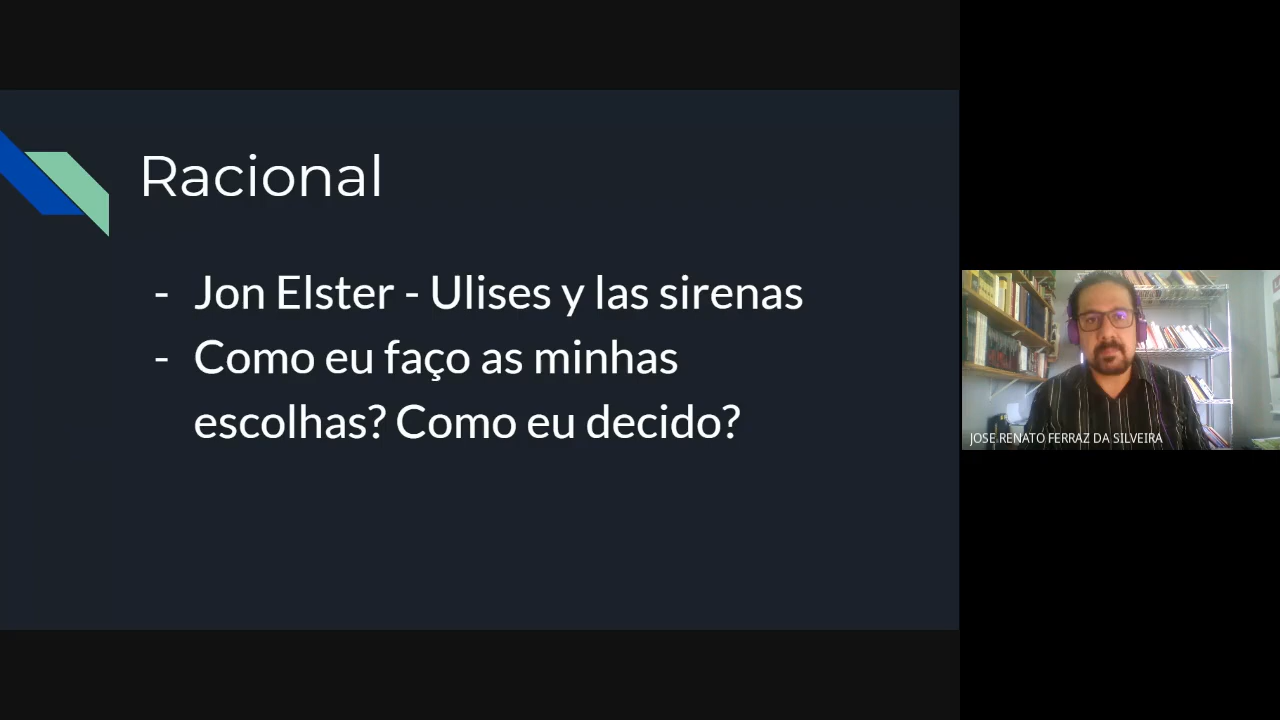 Racional
- Jon Elster - Ulises y las sirenas
- Como eu faço as minhas
escolhas? Como eu decido?
JOSE RENATO FERRAZ DA SILVEIRA